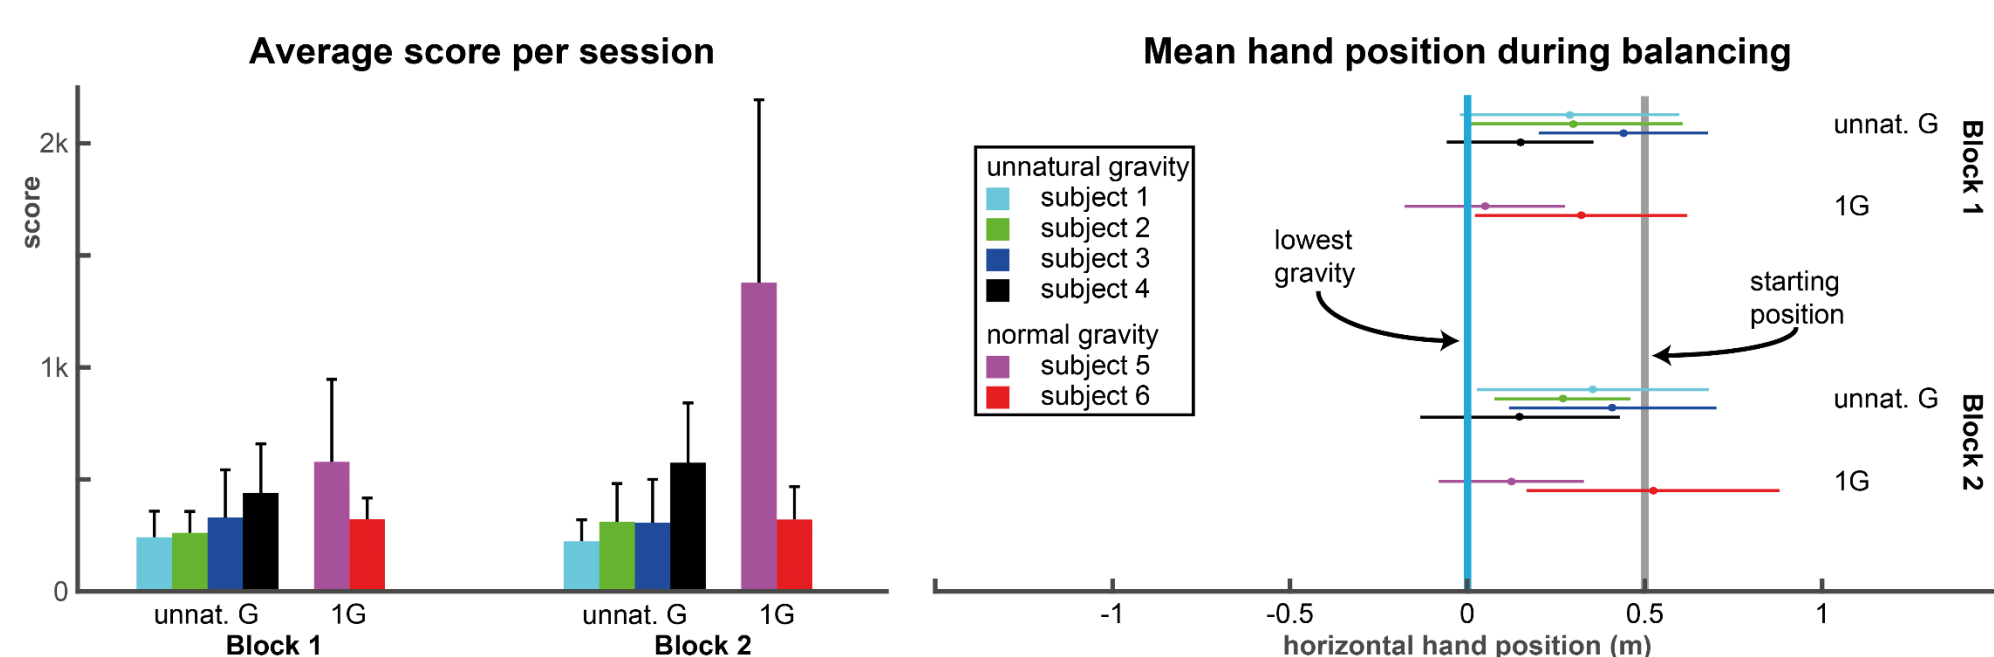 Average score per session
2k
1k
0
score
unnat. G
1G
unnat. G
1G
Block 1
Block 2
unnatural gravity
subject 1
subject 2
subject 3
subject 4
normal gravity
subject 5
subject 6
Mean hand position during balancing
unnat. G
Block 1
1G
lowest
gravity
starting
position
unnat. G
Block 2
1G
-1
-0.5
0
0.5
1
horizontal hand position (m)